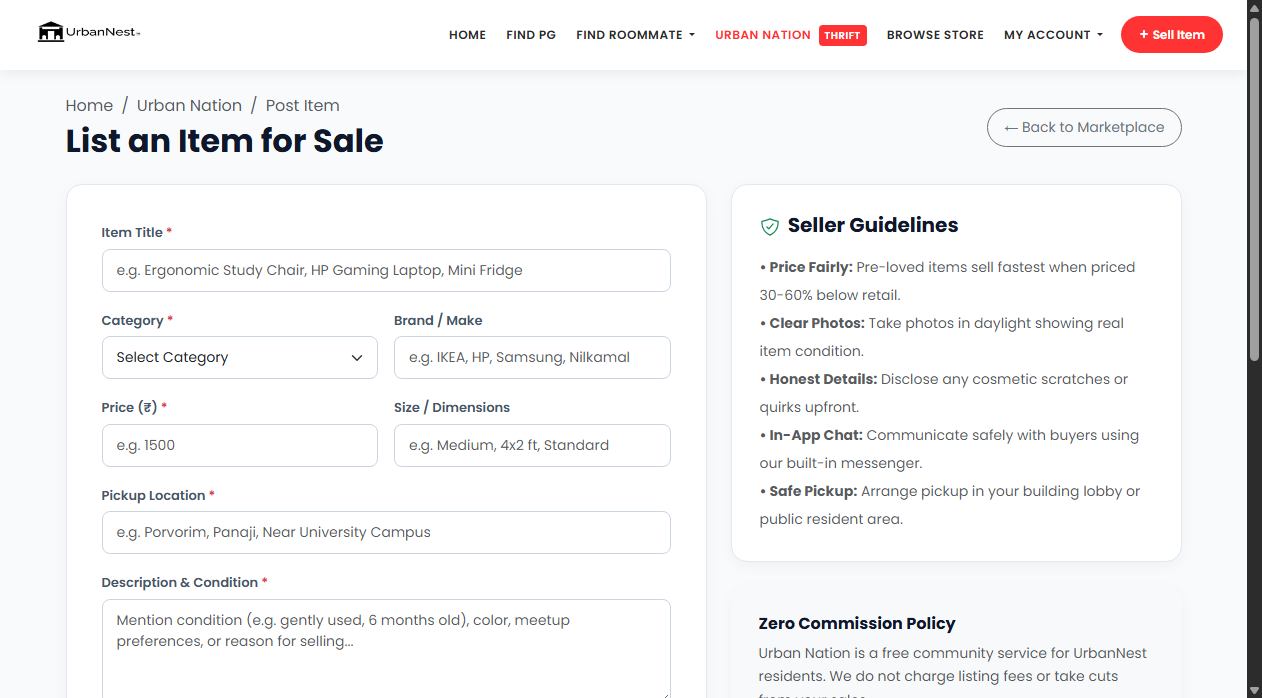 UrbanNest
HOME FIND PG FIND ROOMMATE URBAN NATION THRIFT BROWSE STORE MY ACCOUNT + Sell Item
Home / Urban Nation / Post Item
List an Item for Sale
← Back to Marketplace
Item Title *
e.g. Ergonomic Study Chair, HP Gaming Laptop, Mini Fridge
Category * Brand / Make
Select Category e.g. IKEA, HP, Samsung, Nilkamal
Price (₹) * Size / Dimensions
e.g. 1500 e.g. Medium, 4x2 ft, Standard
Pickup Location *
e.g. Porvorim, Panaji, Near University Campus
Description & Condition *
Mention condition (e.g. gently used, 6 months old), color, meetup
preferences, or reason for selling...
Seller Guidelines
• Price Fairly: Pre-loved items sell fastest when priced
30-60% below retail.
• Clear Photos: Take photos in daylight showing real
item condition.
• Honest Details: Disclose any cosmetic scratches or
quirks upfront.
• In-App Chat: Communicate safely with buyers using
our built-in messenger.
• Safe Pickup: Arrange pickup in your building lobby or
public resident area.
Zero Commission Policy
Urban Nation is a free community service for UrbanNest
residents. We do not charge listing fees or take cuts
from your sales.